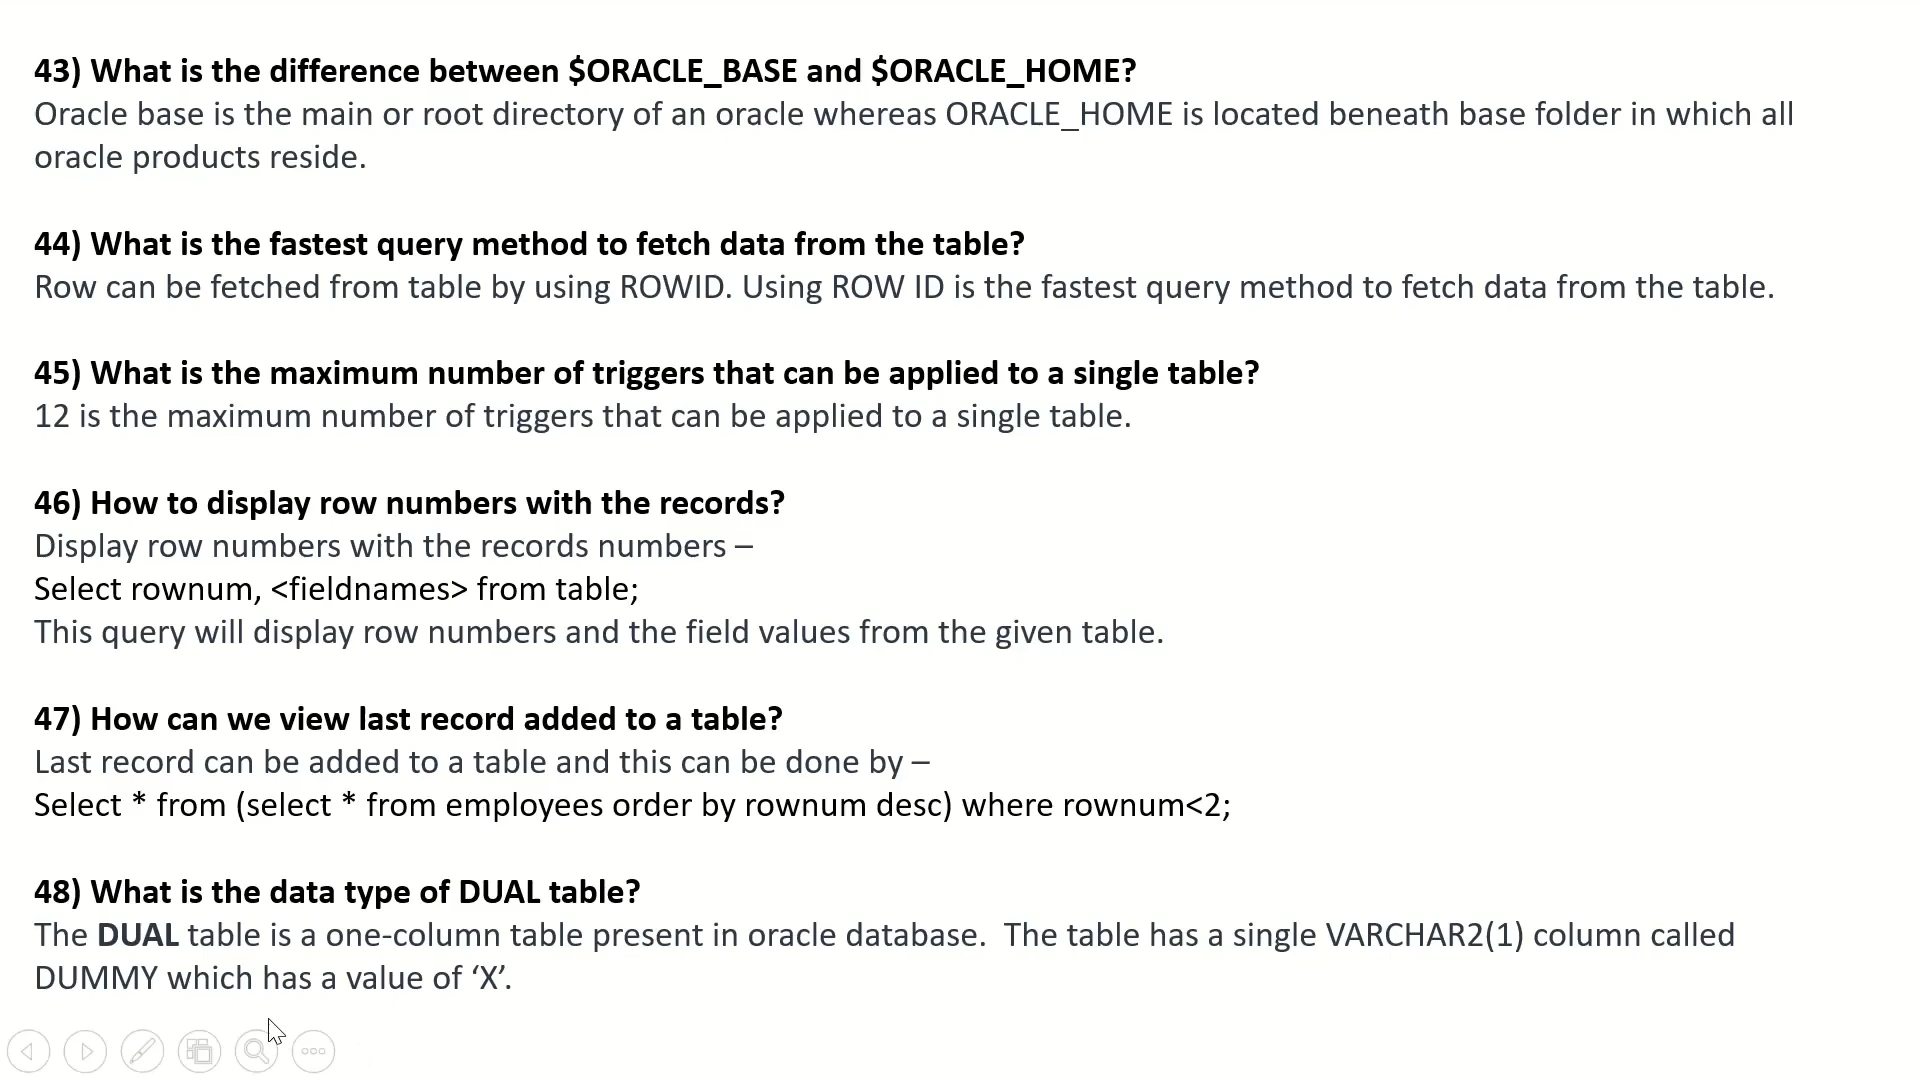 43) What is the difference between $ORACLE_BASE and $ORACLE_HOME?
Oracle base is the main or root directory of an oracle whereas ORACLE_HOME is located beneath base folder in which all
oracle products reside.
44) What is the fastest query method to fetch data from the table?
Row can be fetched from table by using ROWID. Using ROW ID is the fastest query method to fetch data from the table.
45) What is the maximum number of triggers that can be applied to a single table?
12 is the maximum number of triggers that can be applied to a single table.
46) How to display row numbers with the records?
Display row numbers with the records numbers –
Select rownum, <fieldnames> from table;
This query will display row numbers and the field values from the given table.
47) How can we view last record added to a table?
Last record can be added to a table and this can be done by –
Select * from (select * from employees order by rownum desc) where rownum<2;
48) What is the data type of DUAL table?
The DUAL table is a one-column table present in oracle database.  The table has a single VARCHAR2(1) column called
DUMMY which has a value of ‘X’.